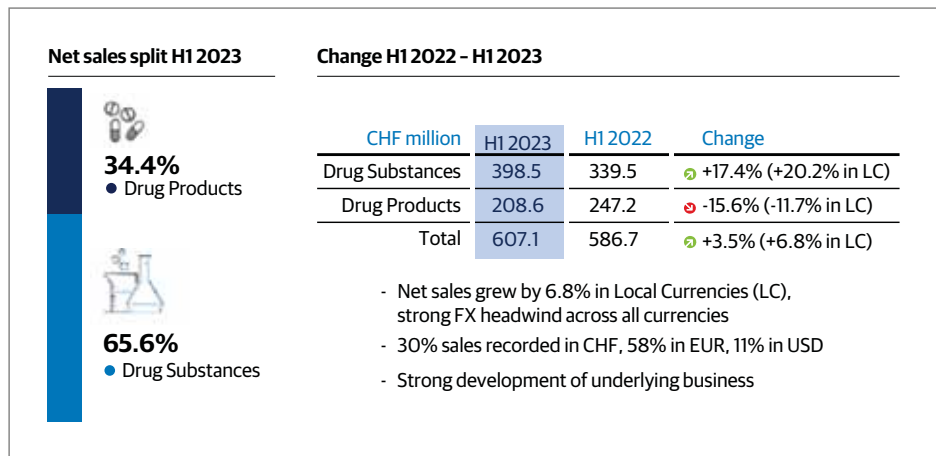 Net sales split H1 2023
34.4%
Drug Products
65.6%
Drug Substances
Change H1 2022 – H1 2023
CHF million H1 2023 H1 2022 Change
Drug Substances 398.5 339.5 +17.4% (+20.2% in LC)
Drug Products 208.6 247.2 -15.6% (-11.7% in LC)
Total 607.1 586.7 +3.5% (+6.8% in LC)
- Net sales grew by 6.8% in Local Currencies (LC),
strong FX headwind across all currencies
- 30% sales recorded in CHF, 58% in EUR, 11% in USD
- Strong development of underlying business